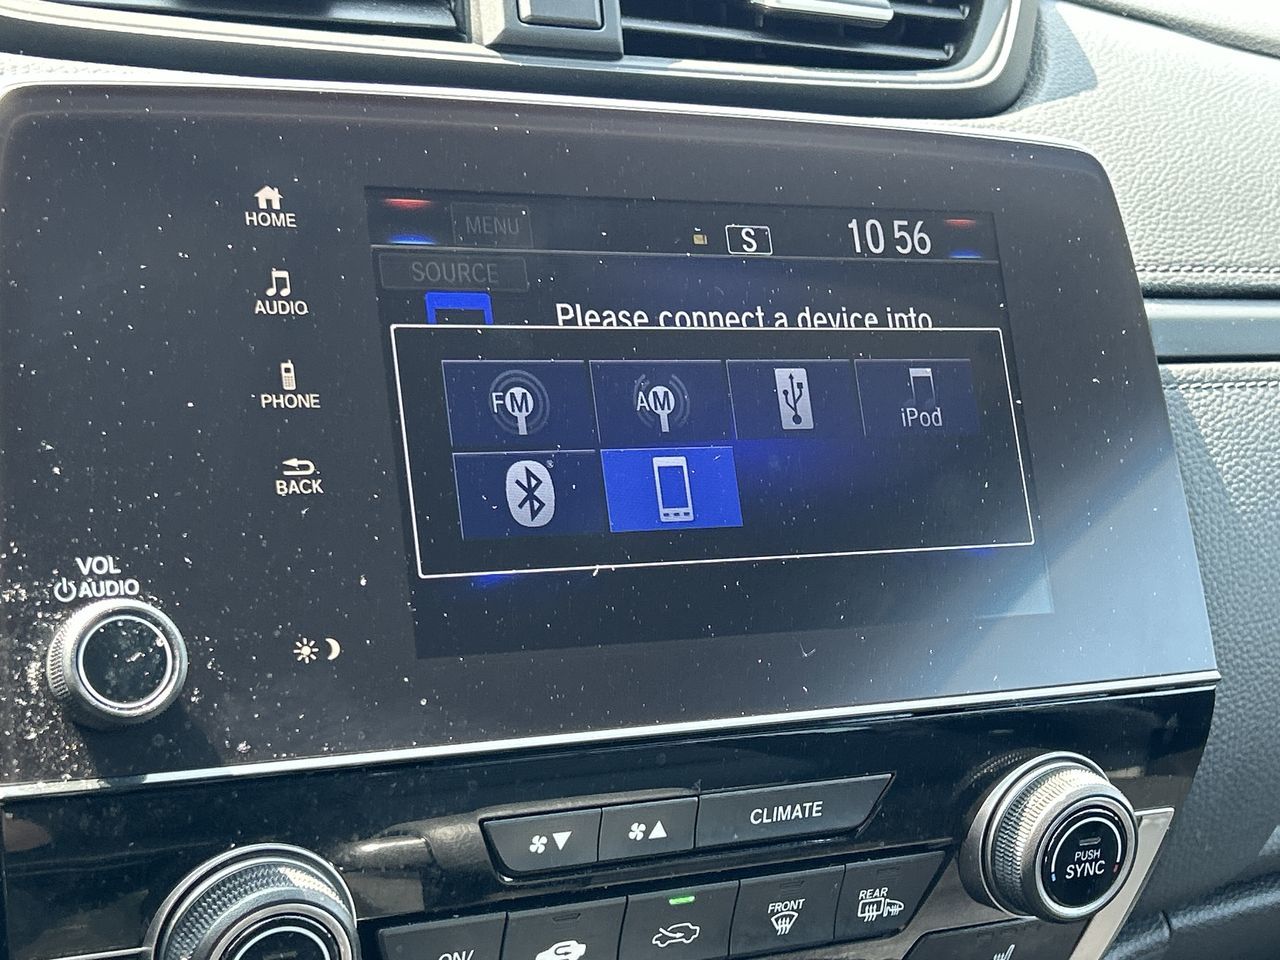 HOME
MENU
S
10 56
SOURCE
AUDIO
Please connect a device into
FM
AM
iPod
PHONE
BACK
VOL
AUDIO
CLIMATE
PUSH
SYNC
ON/
FRONT
REAR